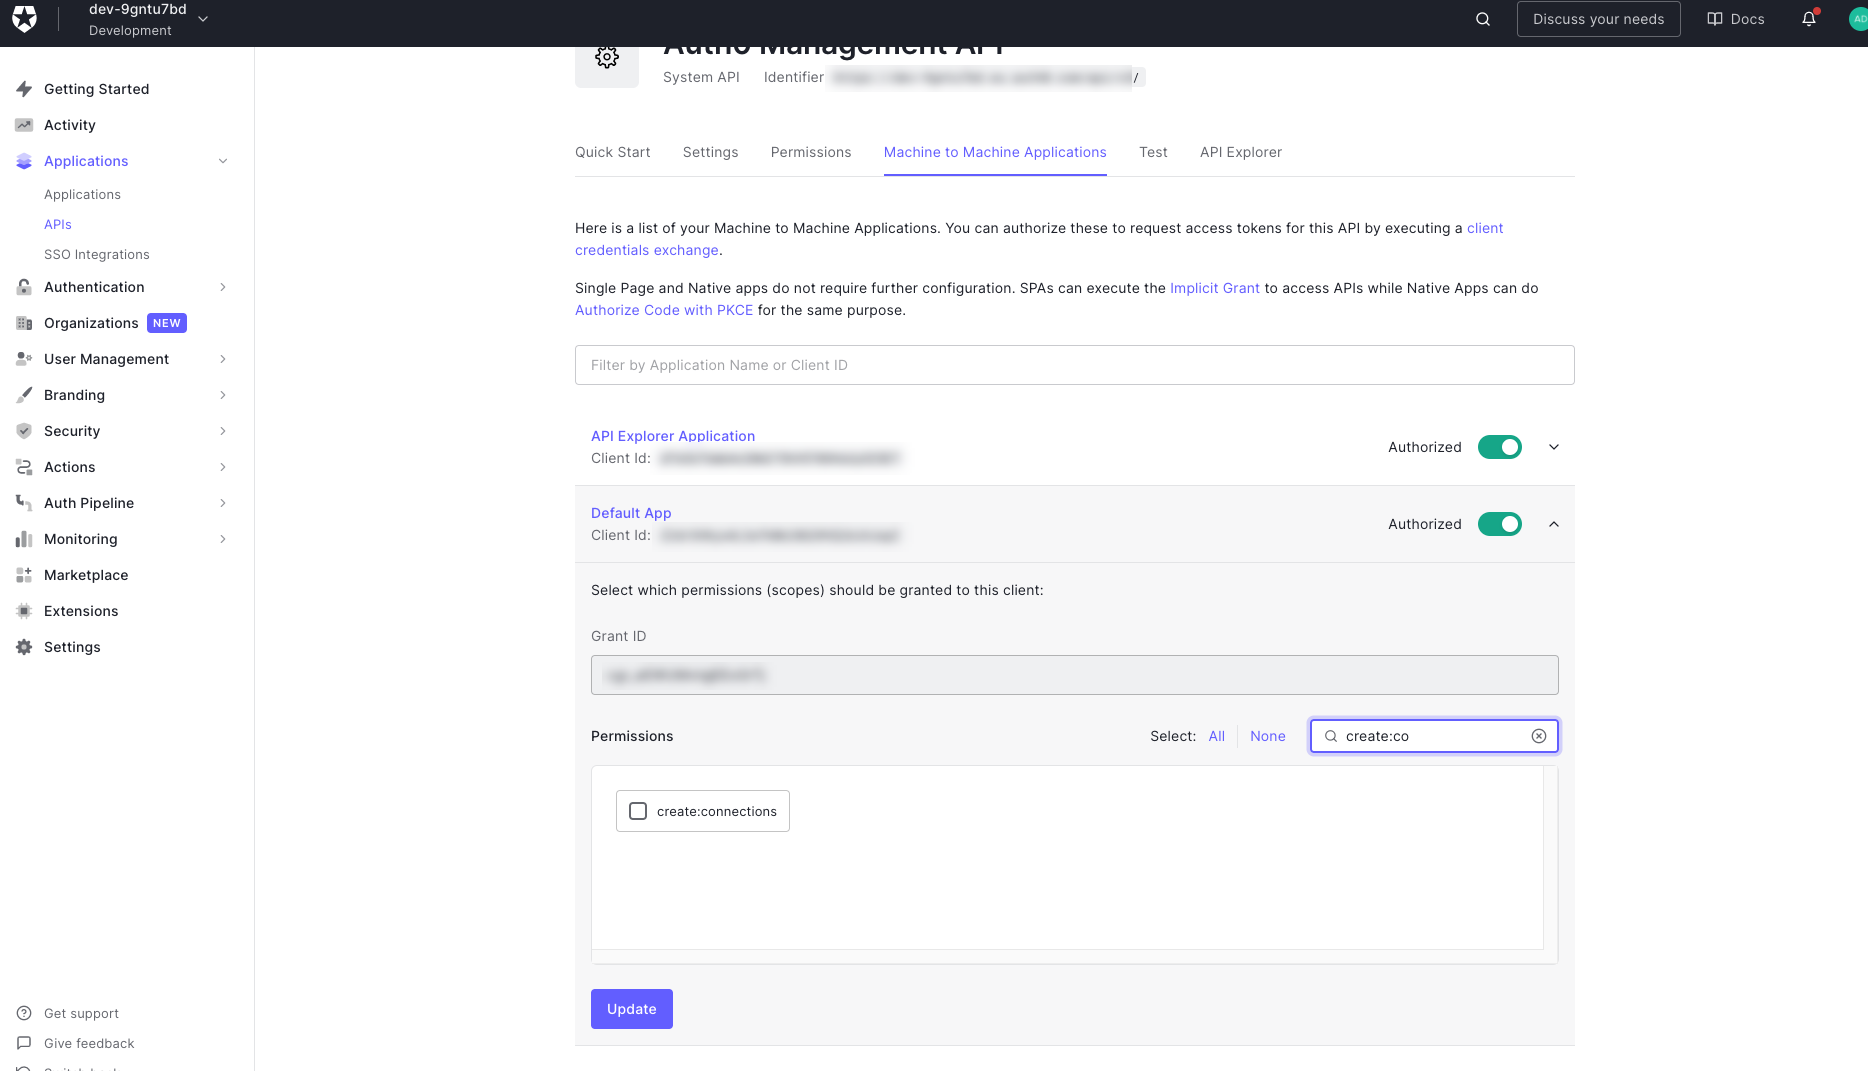 dev-9gntu7bd
Development
Discuss your needs
Docs
AD
Getting Started
Activity
Applications
Applications
APIs
SSO Integrations
Authentication
Organizations NEW
User Management
Branding
Security
Actions
Auth Pipeline
Monitoring
Marketplace
Extensions
Settings
Get support
Give feedback
Auth0 Management API
System API Identifier /
Quick Start Settings Permissions Machine to Machine Applications Test API Explorer
Here is a list of your Machine to Machine Applications. You can authorize these to request access tokens for this API by executing a client
credentials exchange.
Single Page and Native apps do not require further configuration. SPAs can execute the Implicit Grant to access APIs while Native Apps can do
Authorize Code with PKCE for the same purpose.
Filter by Application Name or Client ID
API Explorer Application
Client Id:
Authorized
Default App
Client Id:
Authorized
Select which permissions (scopes) should be granted to this client:
Grant ID
Permissions
Select: All None
create:co
create:connections
Update